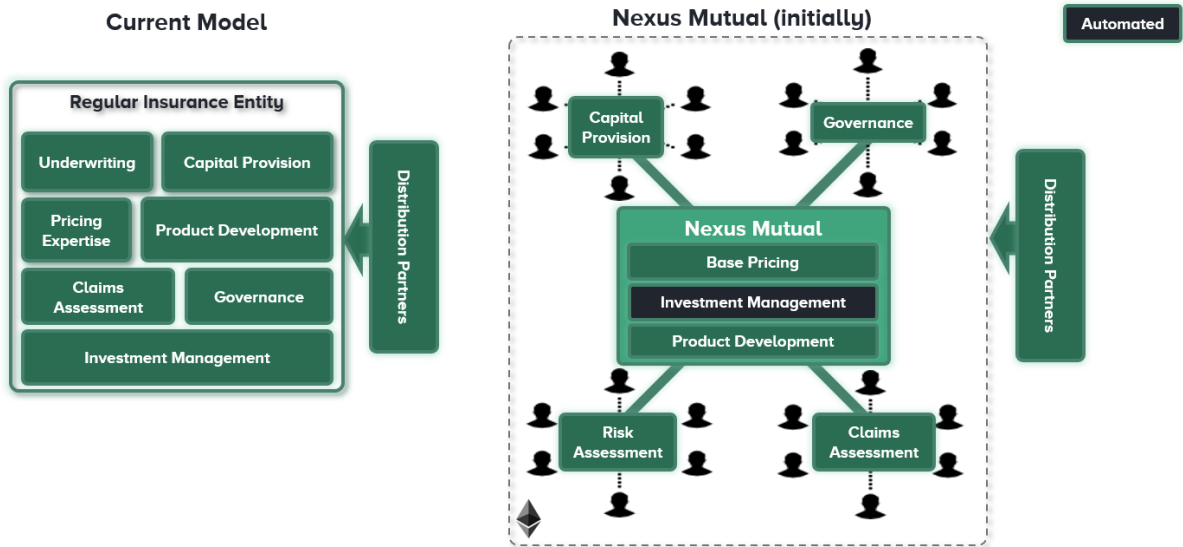 Current Model
Regular Insurance Entity
Underwriting
Capital Provision
Pricing
Expertise
Product Development
Claims
Assessment
Governance
Investment Management
Distribution Partners
Nexus Mutual (initially)
Automated
Capital
Provision
Governance
Nexus Mutual
Base Pricing
Investment Management
Product Development
Risk
Assessment
Claims
Assessment
Distribution Partners